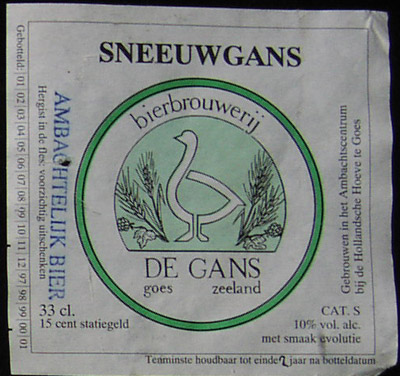 SNEEUWGANS
Gebotteld: 01 02 03 04 05 06 07 08 09 10 11 12 97 98 99 00 01
Hergist in de fles: voorzichtig uitschenken
AMBACHTELIJK BIER
bierbrouwerij
DE GANS
goes zeeland
Gebrouwen in het Ambachtscentrum
bij de Hollandsche Hoeve te Goes
33 cl.
15 cent statiegeld
CAT. S
10% vol. alc.
met smaak evolutie
Tenminste houdbaar tot einde 2 jaar na botteldatum